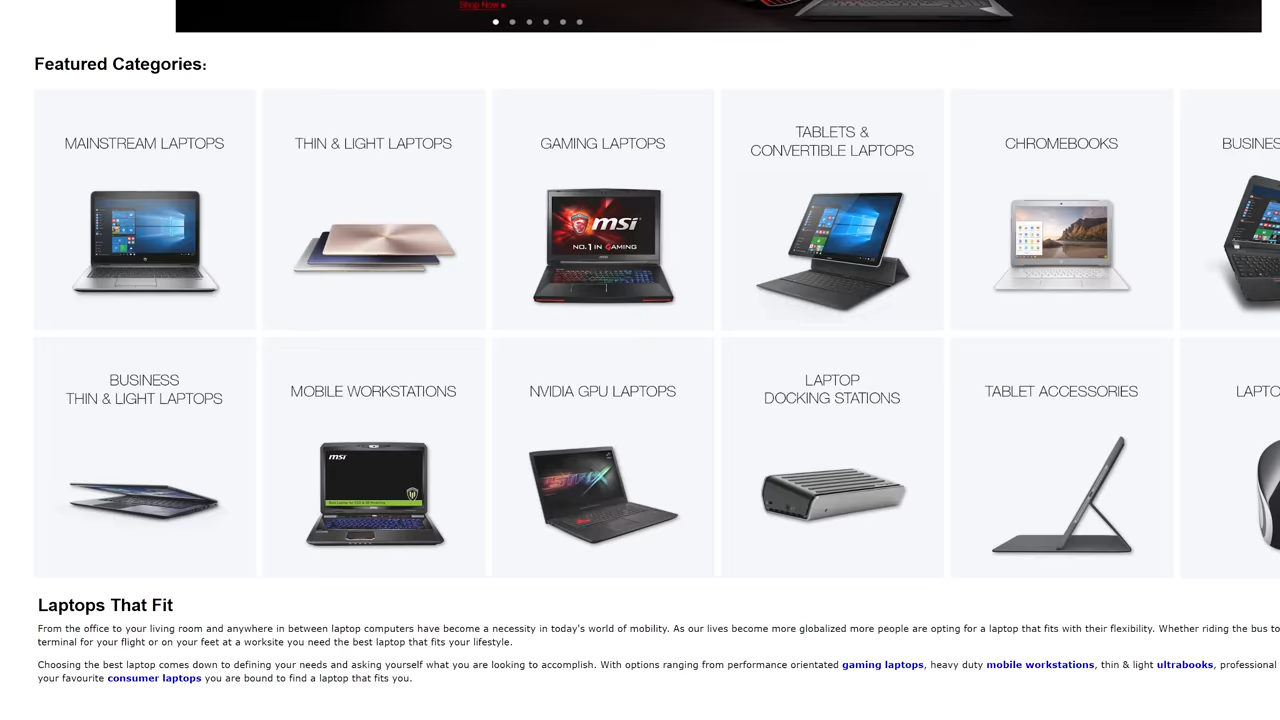 Shop Now
Featured Categories:
MAINSTREAM LAPTOPS
THIN & LIGHT LAPTOPS
GAMING LAPTOPS
TABLETS &
CONVERTIBLE LAPTOPS
CHROMEBOOKS
BUSINES
msi
NO.1 IN GAMING
BUSINESS
THIN & LIGHT LAPTOPS
MOBILE WORKSTATIONS
NVIDIA GPU LAPTOPS
LAPTOP
DOCKING STATIONS
TABLET ACCESSORIES
LAPTO
msi
Laptops That Fit
From the office to your living room and anywhere in between laptop computers have become a necessity in today's world of mobility. As our lives become more globalized more people are opting for a laptop that fits with their flexibility. Whether riding the bus to
terminal for your flight or on your feet at a worksite you need the best laptop that fits your lifestyle.
Choosing the best laptop comes down to defining your needs and asking yourself what you are looking to accomplish. With options ranging from performance orientated gaming laptops, heavy duty mobile workstations, thin & light ultrabooks, professional
your favourite consumer laptops you are bound to find a laptop that fits you.